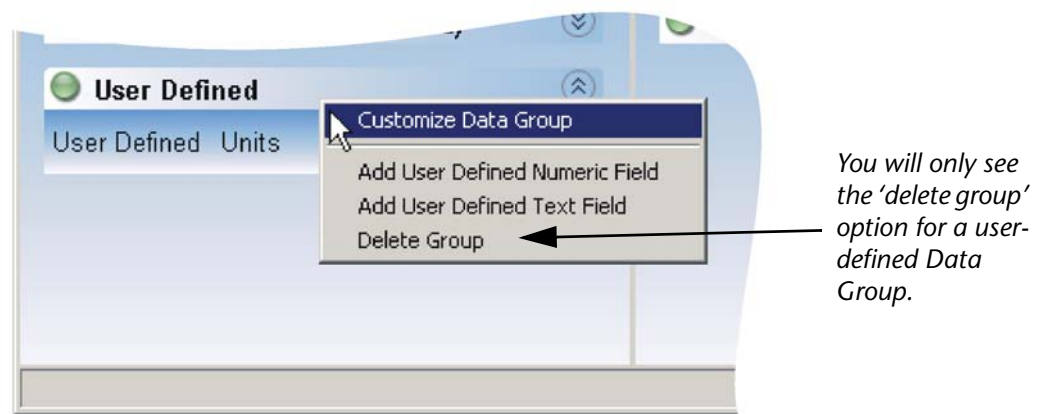 User Defined
User Defined Units
Customize Data Group
Add User Defined Numeric Field
Add User Defined Text Field
Delete Group
You will only see
the ‘delete group’
option for a user-
defined Data
Group.